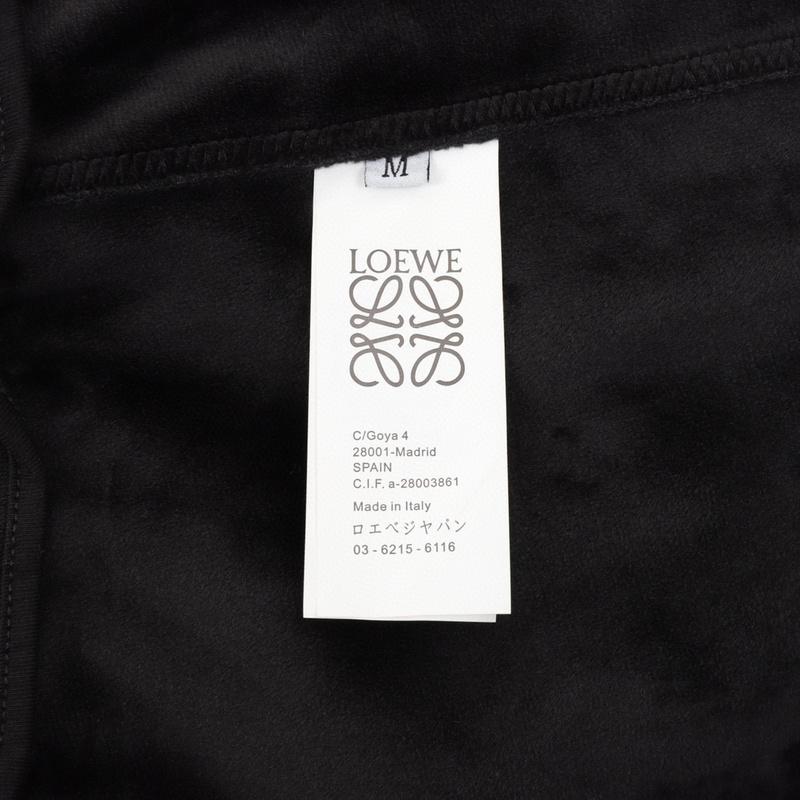 M
LOEWE
C/Goya 4
28001-Madrid
SPAIN
C.I.F. a-28003861
Made in Italy
ロエベジャパン
03 - 6215 - 6116